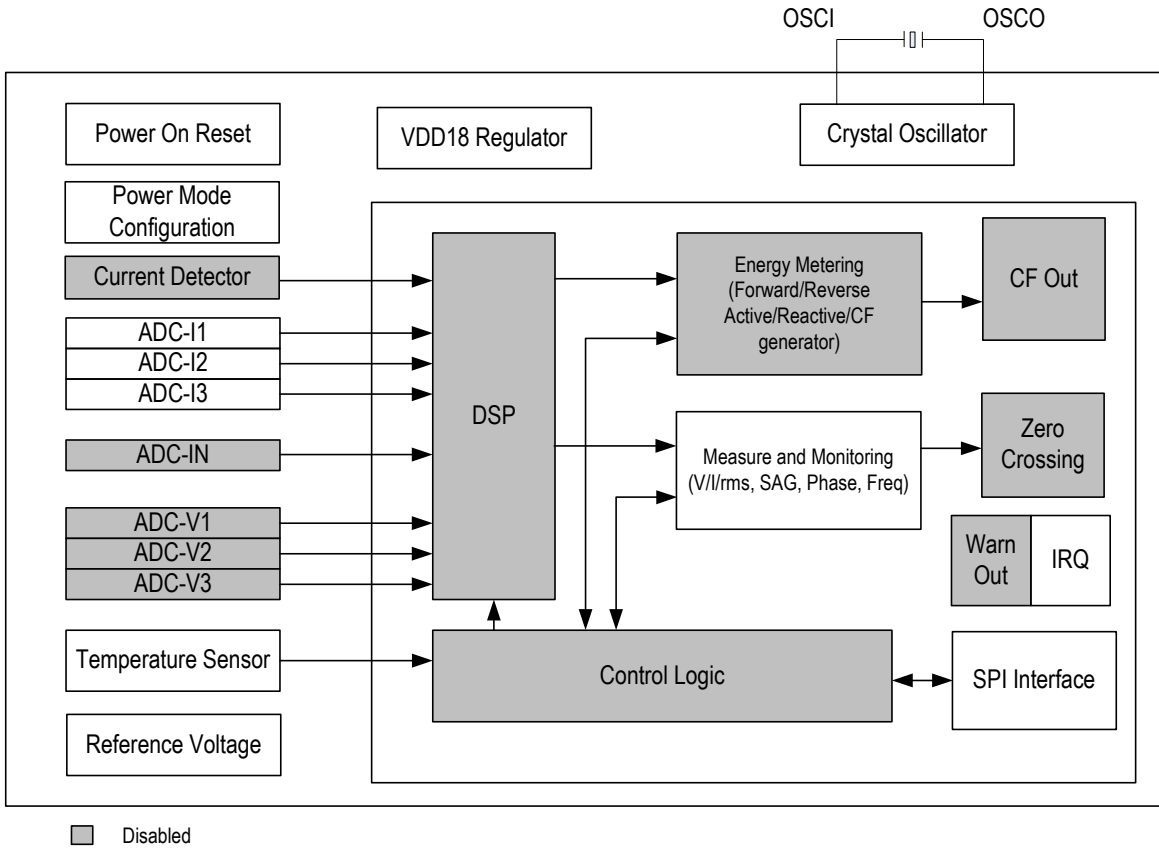 OSCI
OSCO
Power On Reset
VDD18 Regulator
Crystal Oscillator
Power Mode
Configuration
Current Detector
ADC-I1
ADC-I2
ADC-I3
ADC-IN
ADC-V1
ADC-V2
ADC-V3
Temperature Sensor
Reference Voltage
DSP
Energy Metering
(Forward/Reverse
Active/Reactive/CF
generator)
CF Out
Measure and Monitoring
(V/I/rms, SAG, Phase, Freq)
Zero
Crossing
Warn
Out
IRQ
Control Logic
SPI Interface
Disabled